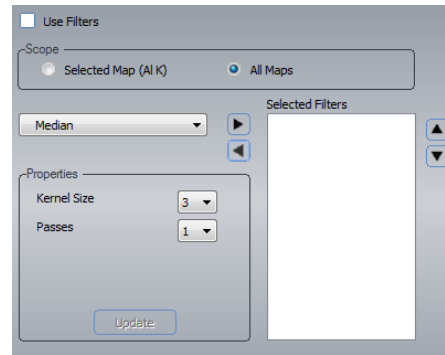 Use Filters
Scope
Selected Map (Al K)
All Maps
Selected Filters
Median
Properties
Kernel Size
3
Passes
1
Update